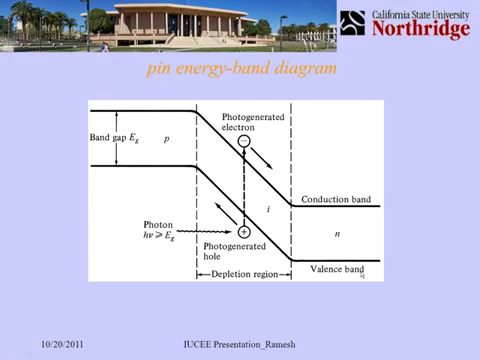 California State University
Northridge
pin energy-band diagram
Photogenerated
electron
Band gap Eg
p
Conduction band
i
n
Photon
hν ⩾ Eg
Photogenerated
hole
Depletion region
Valence band
10/20/2011
IUCEE Presentation_Ramesh